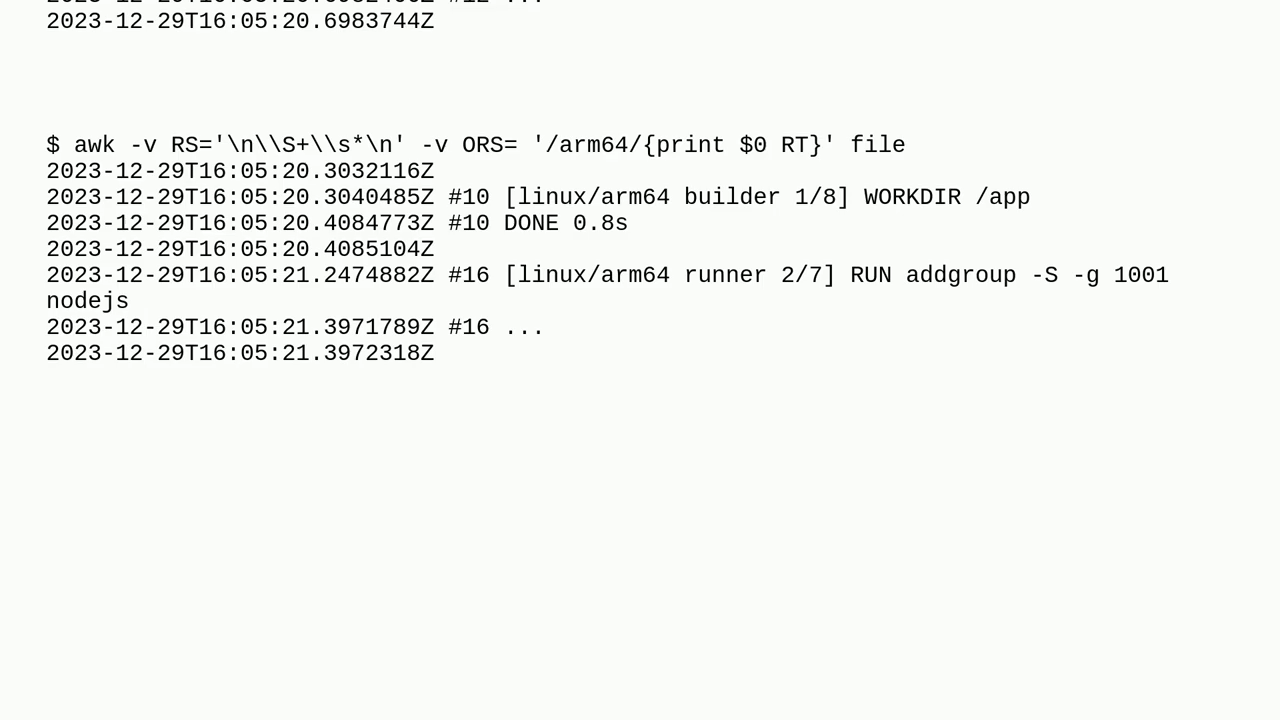 2023-12-29T16:05:20.6983744Z
$ awk -v RS='\n\\S+\\s*\n' -v ORS= '/arm64/{print $0 RT}' file
2023-12-29T16:05:20.3032116Z
2023-12-29T16:05:20.3040485Z #10 [linux/arm64 builder 1/8] WORKDIR /app
2023-12-29T16:05:20.4084773Z #10 DONE 0.8s
2023-12-29T16:05:20.4085104Z
2023-12-29T16:05:21.2474882Z #16 [linux/arm64 runner 2/7] RUN addgroup -S -g 1001
nodejs
2023-12-29T16:05:21.3971789Z #16 ...
2023-12-29T16:05:21.3972318Z